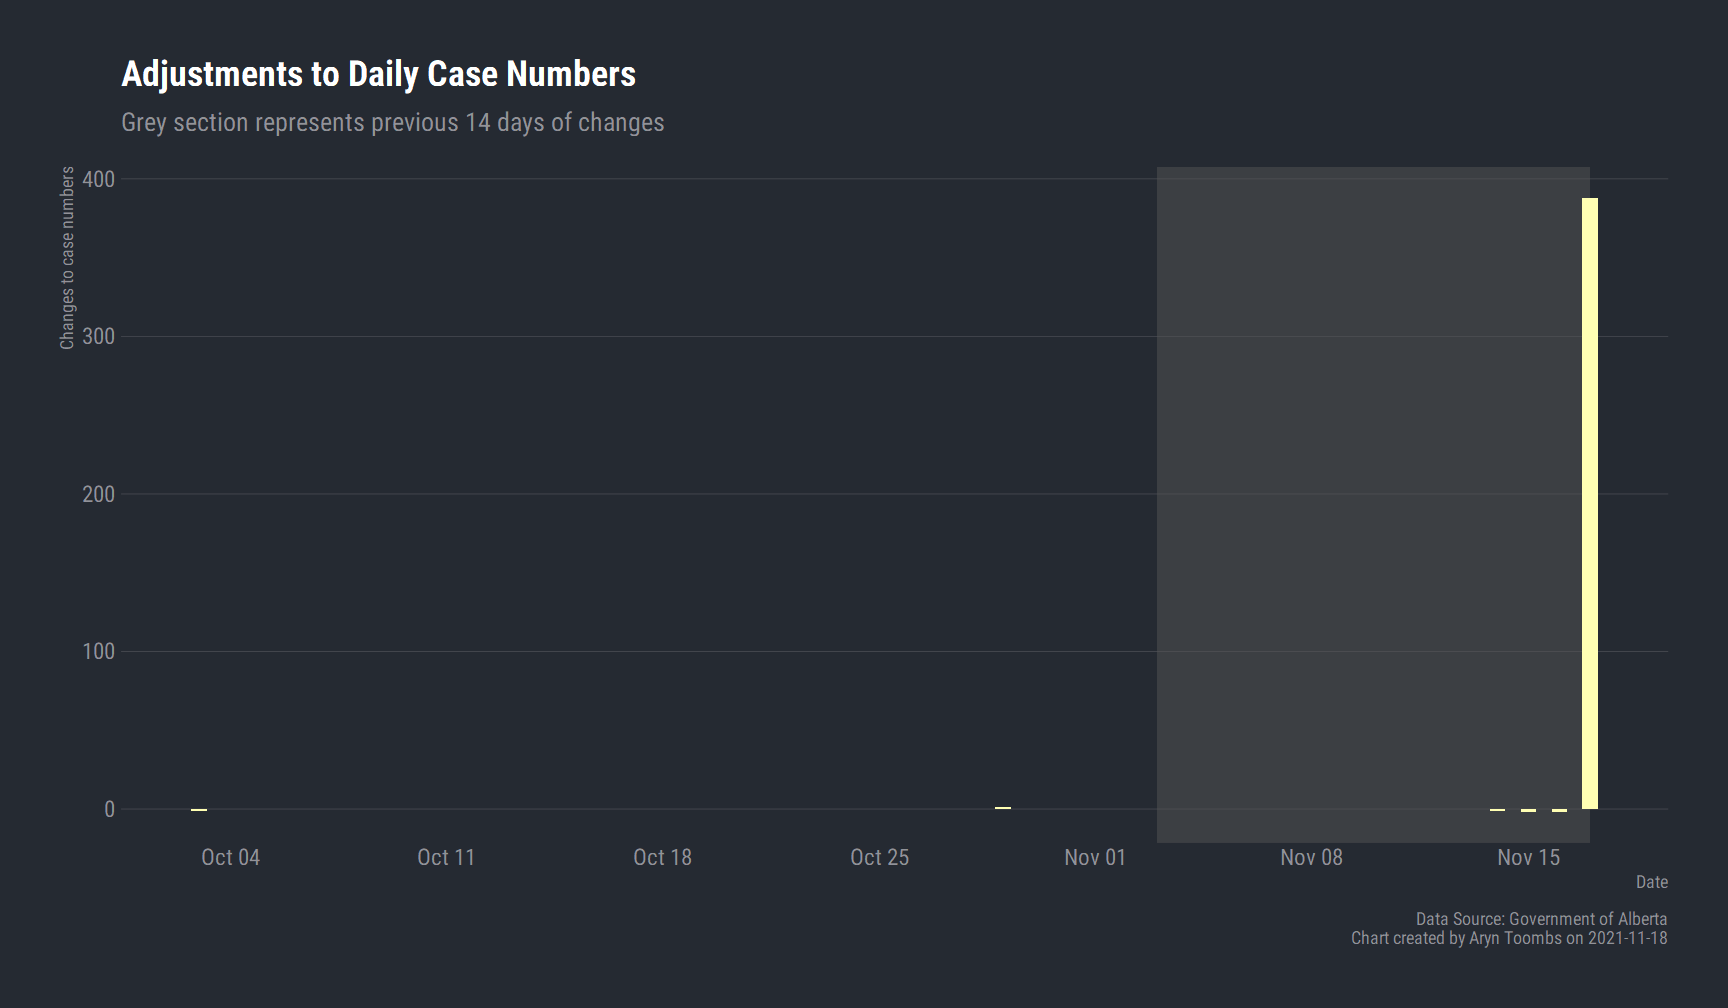 Adjustments to Daily Case Numbers
Grey section represents previous 14 days of changes
Changes to case numbers
400
300
200
100
0
Oct 04
Oct 11
Oct 18
Oct 25
Nov 01
Nov 08
Nov 15
Date
Data Source: Government of Alberta
Chart created by Aryn Toombs on 2021-11-18